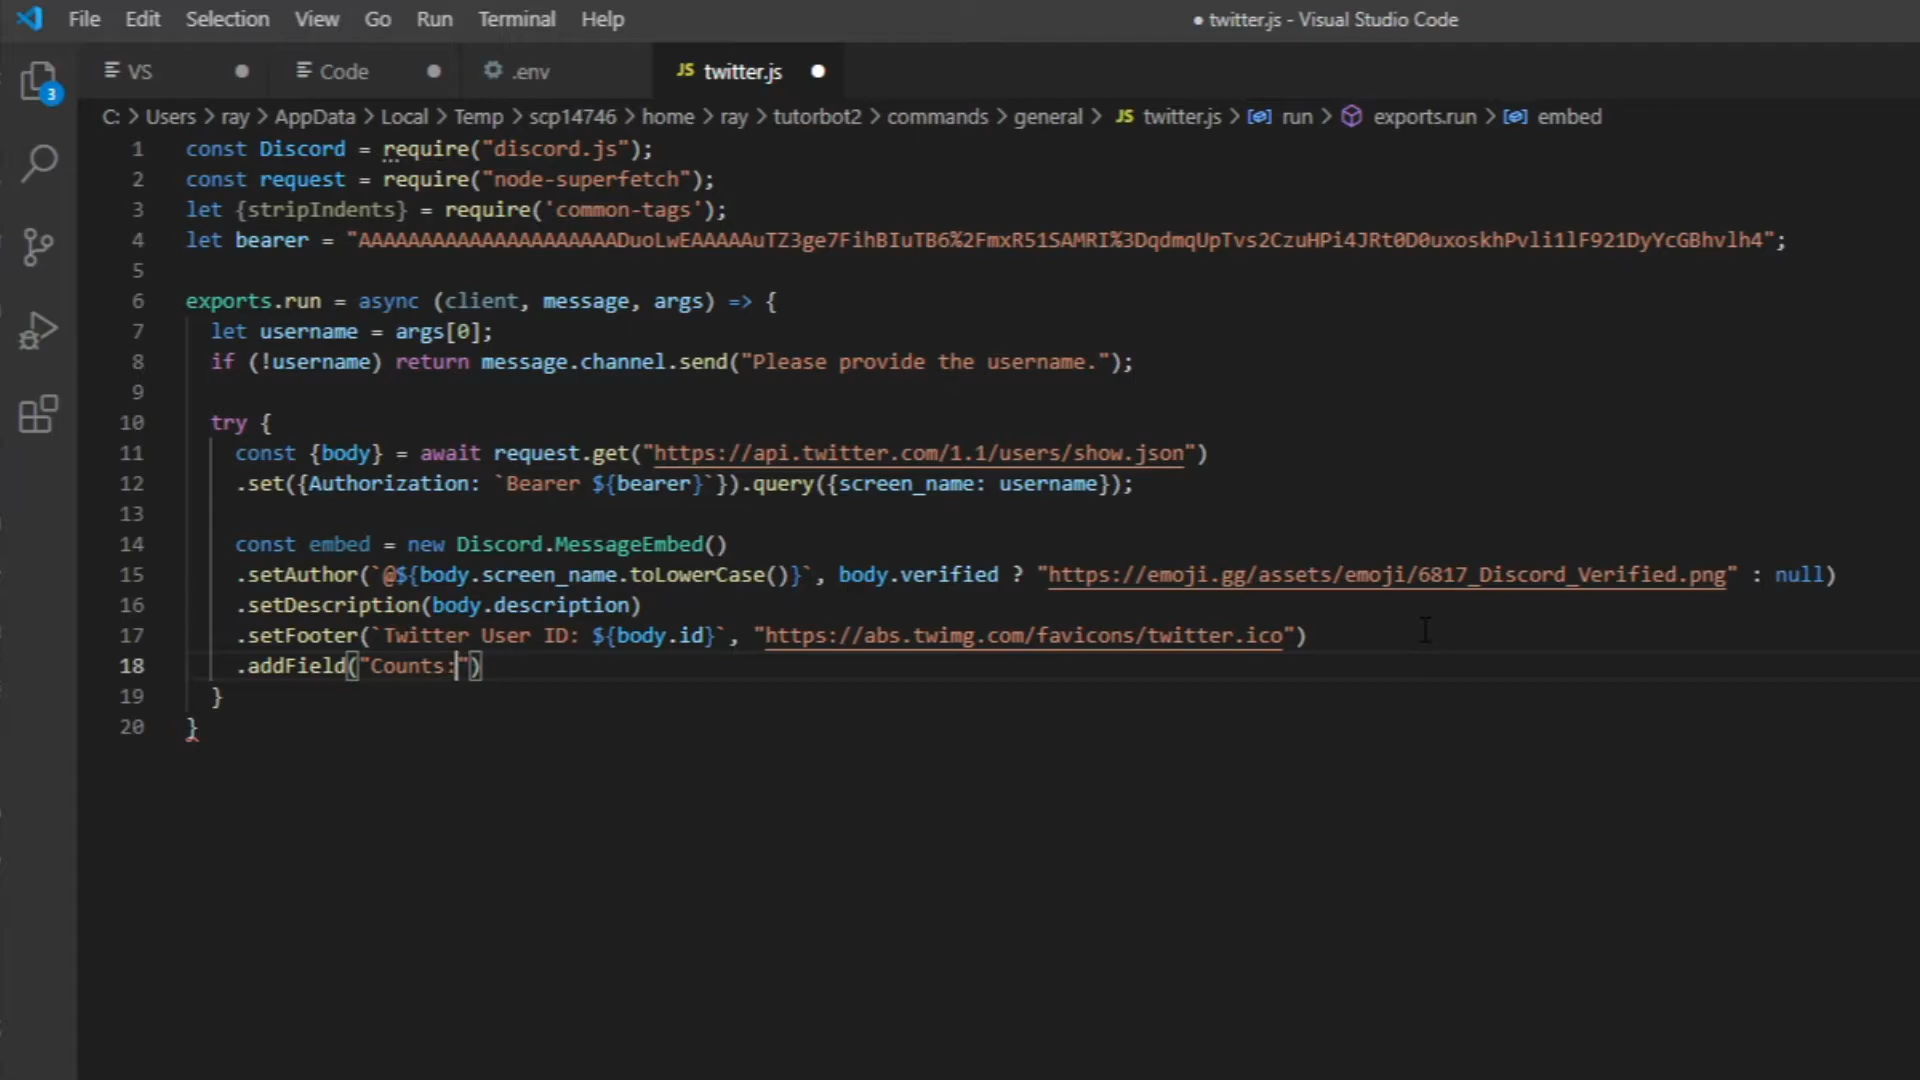 File Edit Selection View Go Run Terminal Help ● twitter.js - Visual Studio Code
VS Code .env JS twitter.js
3
C: > Users > ray > AppData > Local > Temp > scp14746 > home > ray > tutorbot2 > commands > general > JS twitter.js > run > exports.run > embed
1 const Discord = require("discord.js");
2 const request = require("node-superfetch");
3 let {stripIndents} = require('common-tags');
4 let bearer = "AAAAAAAAAAAAAAAAAAAAADuoLwEAAAAAuTZ3ge7FihBIuTB6%2FmxR51SAMRI%3DqdmqUpTvs2CzuHPi4JRt0D0uxoskhPvli1lF921DyYcGBhvlh4";
5
6 exports.run = async (client, message, args) => {
7 let username = args[0];
8 if (!username) return message.channel.send("Please provide the username.");
9
10 try {
11 const {body} = await request.get("https://api.twitter.com/1.1/users/show.json")
12 .set({Authorization: `Bearer ${bearer}`}).query({screen_name: username});
13
14 const embed = new Discord.MessageEmbed()
15 .setAuthor(`@${body.screen_name.toLowerCase()}`, body.verified ? "https://emoji.gg/assets/emoji/6817_Discord_Verified.png" : null)
16 .setDescription(body.description)
17 .setFooter(`Twitter User ID: ${body.id}`, "https://abs.twimg.com/favicons/twitter.ico")
18 .addField("Counts:")
19 }
20 }